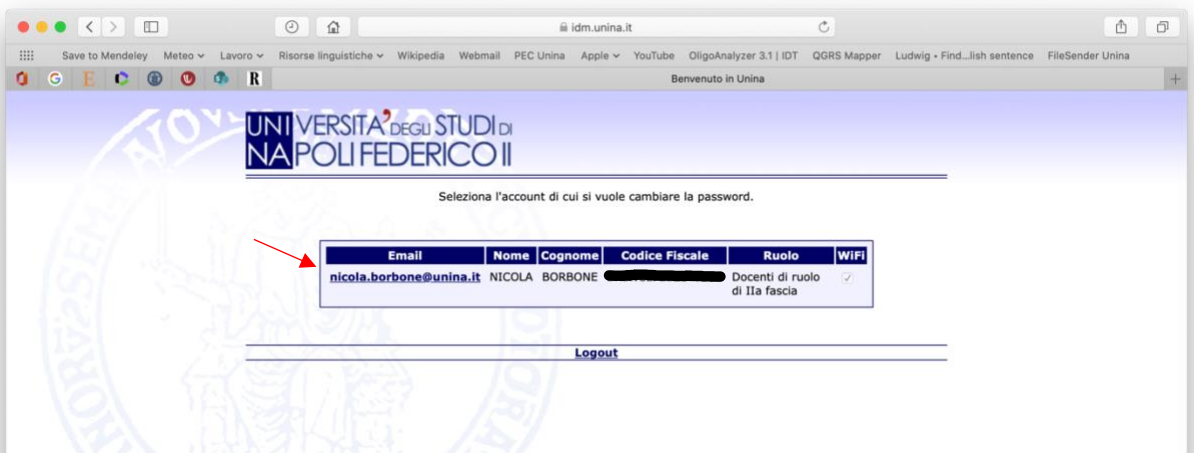 idm.unina.it
Save to Mendeley Meteo Lavoro Risorse linguistiche Wikipedia Webmail PEC Unina Apple YouTube OligoAnalyzer 3.1 | IDT QGRS Mapper Ludwig • Find...lish sentence FileSender Unina
G E R Benvenuto in Unina
UNIVERSITA' DEGLI STUDI DI
NAPOLI FEDERICO II
Seleziona l'account di cui si vuole cambiare la password.
Email Nome Cognome Codice Fiscale Ruolo WiFi
nicola.borbone@unina.it NICOLA BORBONE Docenti di ruolo
di IIa fascia
Logout